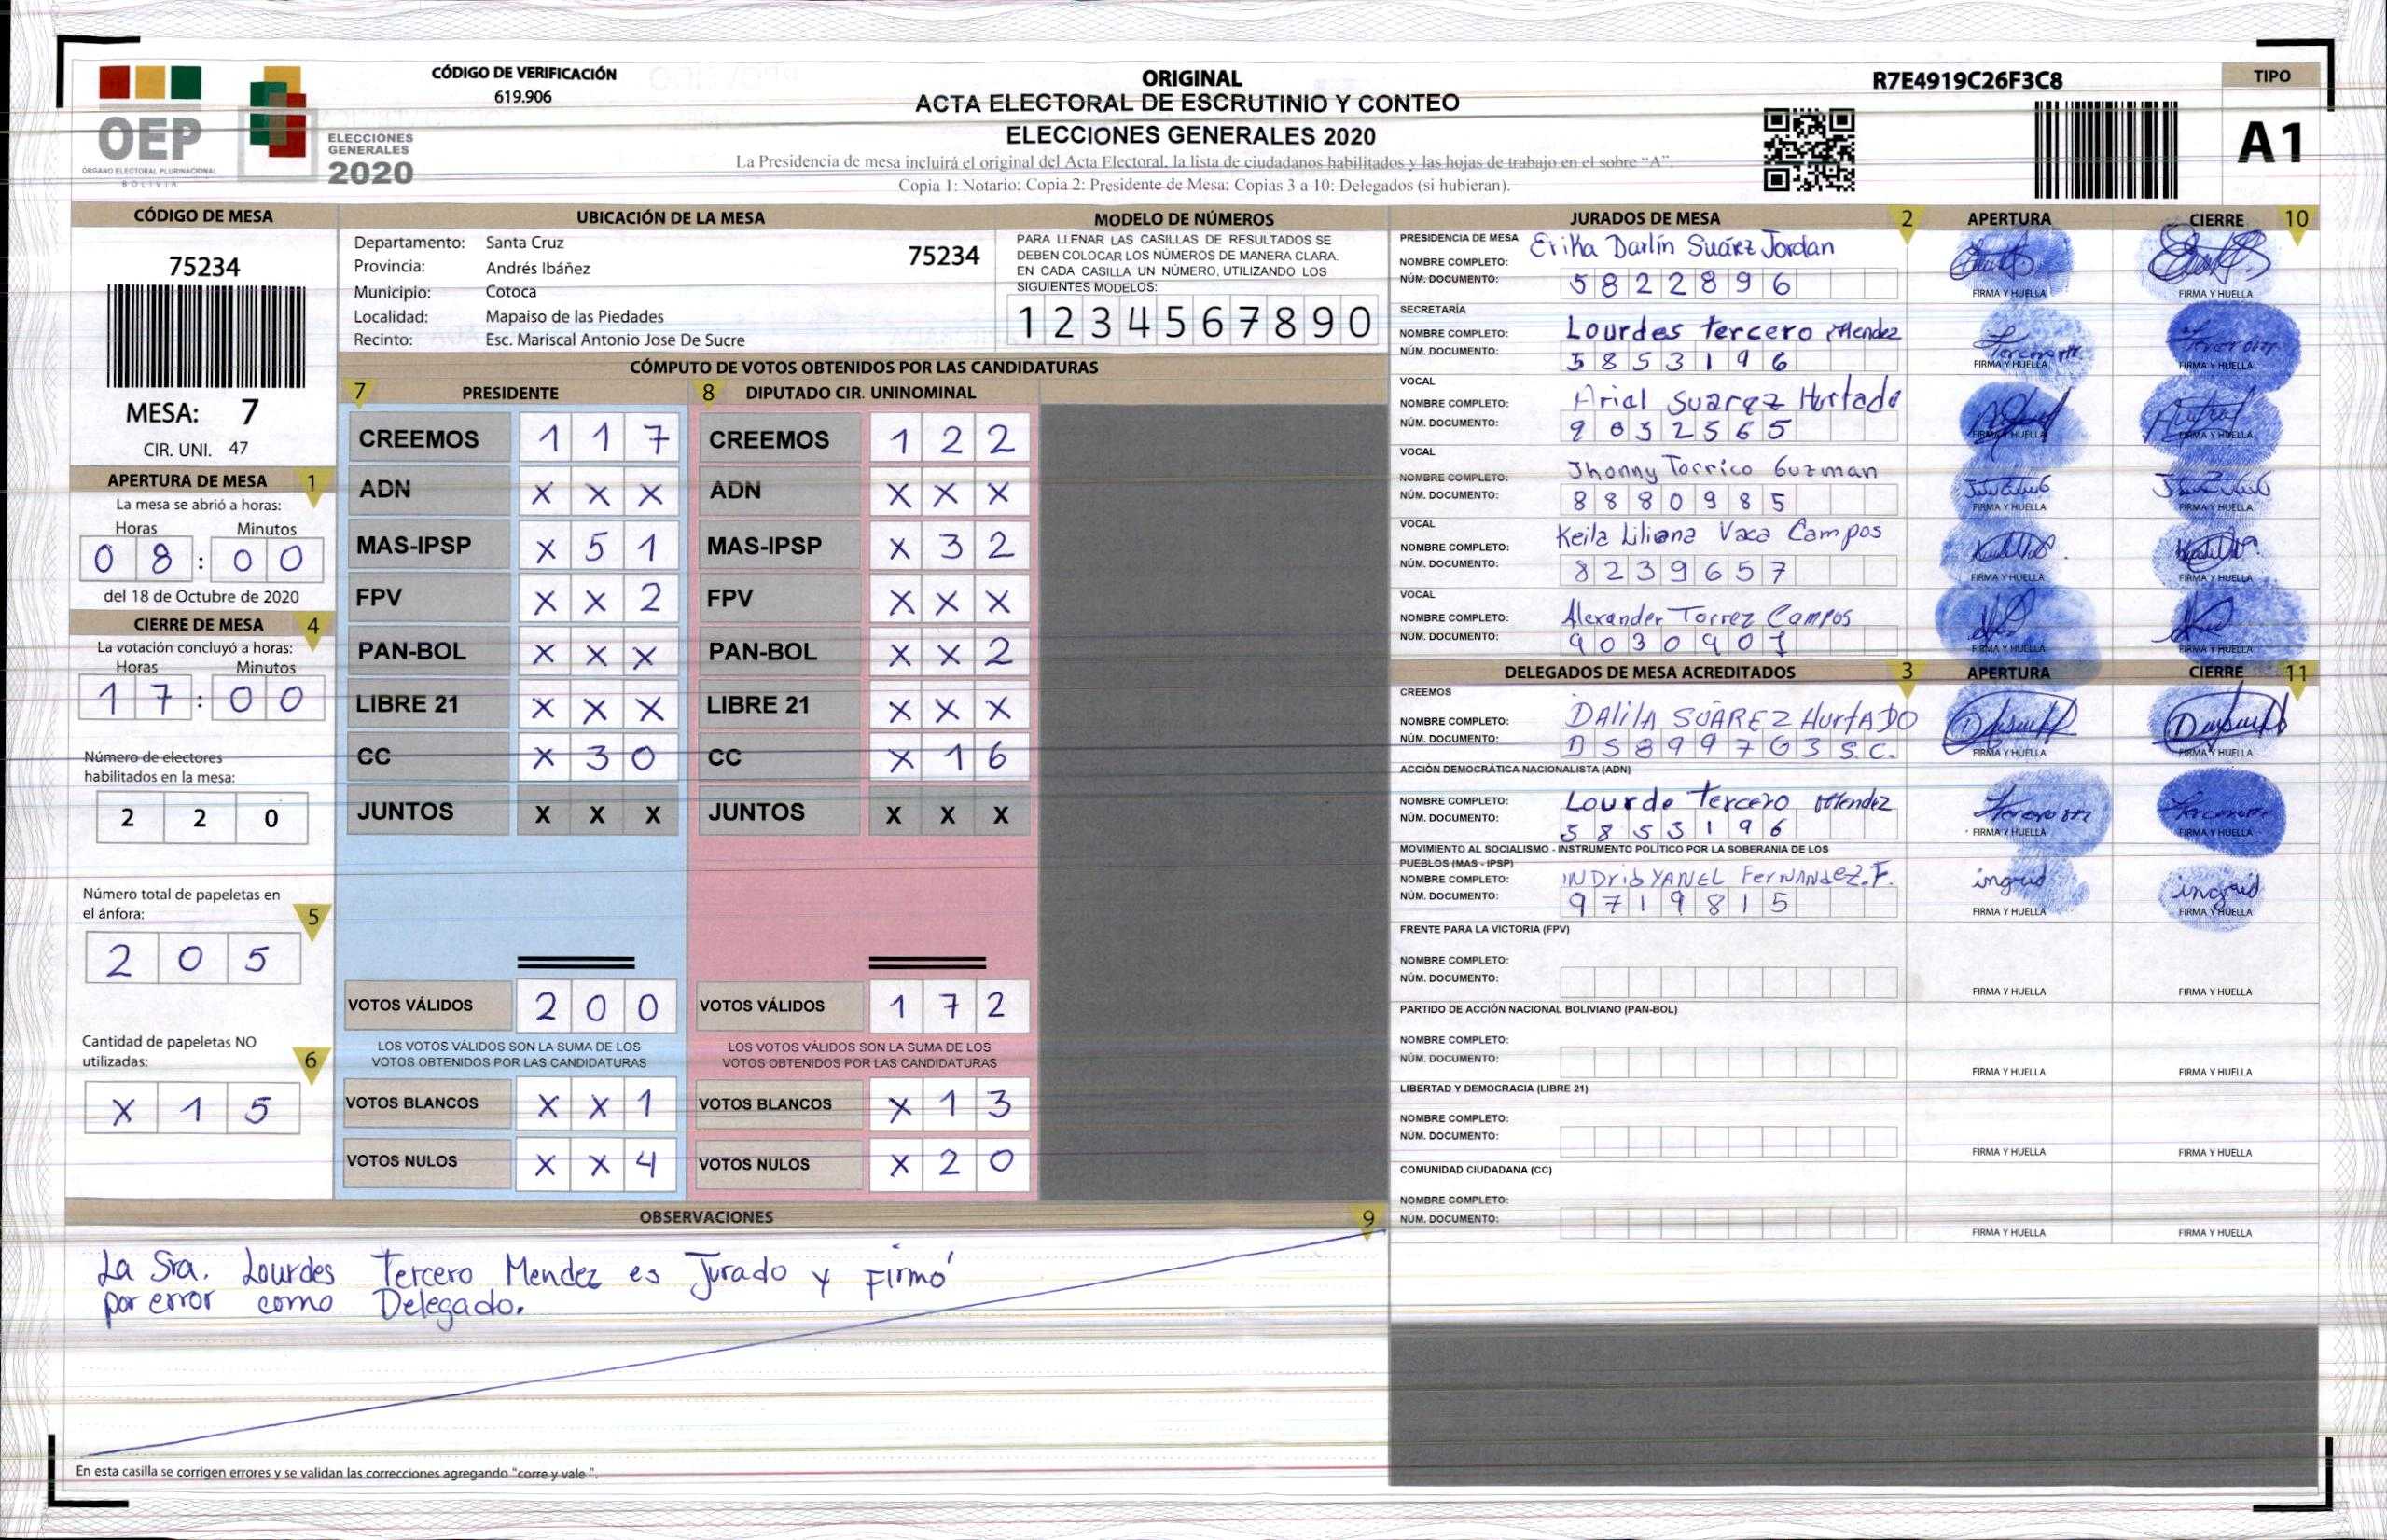 CÓDIGO DE VERIFICACIÓN
619.906
ORIGINAL
ACTA ELECTORAL DE ESCRUTINIO Y CONTEO
ELECCIONES GENERALES 2020
La Presidencia de mesa incluirá el original del Acta Electoral, la lista de ciudadanos habilitados y las hojas de trabajo en el sobre "A".
Copia 1: Notario; Copia 2: Presidente de Mesa; Copias 3 a 10: Delegados (si hubieran).
R7E4919C26F3C8
TIPO
A1
OEP
ÓRGANO ELECTORAL PLURINACIONAL
BOLIVIA
ELECCIONES
GENERALES
2020
CÓDIGO DE MESA
75234
MESA: 7
CIR. UNI. 47
APERTURA DE MESA 1
La mesa se abrió a horas:
Horas Minutos
0 8 : 0 0
del 18 de Octubre de 2020
CIERRE DE MESA 4
La votación concluyó a horas:
Horas Minutos
1 7 : 0 0
Número de electores
habilitados en la mesa:
2 2 0
Número total de papeletas en
el ánfora: 5
2 0 5
Cantidad de papeletas NO
utilizadas: 6
X 1 5
UBICACIÓN DE LA MESA
Departamento: Santa Cruz 75234
Provincia: Andrés Ibáñez
Municipio: Cotoca
Localidad: Mapaiso de las Piedades
Recinto: Esc. Mariscal Antonio Jose De Sucre
MODELO DE NÚMEROS
PARA LLENAR LAS CASILLAS DE RESULTADOS SE
DEBEN COLOCAR LOS NÚMEROS DE MANERA CLARA.
EN CADA CASILLA UN NÚMERO, UTILIZANDO LOS
SIGUIENTES MODELOS:
1 2 3 4 5 6 7 8 9 0
CÓMPUTO DE VOTOS OBTENIDOS POR LAS CANDIDATURAS
7 PRESIDENTE
CREEMOS 1 1 7
ADN X X X
MAS-IPSP X 5 1
FPV X X 2
PAN-BOL X X X
LIBRE 21 X X X
CC X 3 0
JUNTOS X X X
VOTOS VÁLIDOS 2 0 0
LOS VOTOS VÁLIDOS SON LA SUMA DE LOS
VOTOS OBTENIDOS POR LAS CANDIDATURAS
VOTOS BLANCOS X X 1
VOTOS NULOS X X 4
8 DIPUTADO CIR. UNINOMINAL
CREEMOS 1 2 2
ADN X X X
MAS-IPSP X 3 2
FPV X X X
PAN-BOL X X 2
LIBRE 21 X X X
CC X 1 6
JUNTOS X X X
VOTOS VÁLIDOS 1 7 2
LOS VOTOS VÁLIDOS SON LA SUMA DE LOS
VOTOS OBTENIDOS POR LAS CANDIDATURAS
VOTOS BLANCOS X 1 3
VOTOS NULOS X 2 0
OBSERVACIONES 9
La Sra. Lourdes Tercero Mendez es Jurado y Firmó
por error como Delegado.
En esta casilla se corrigen errores y se validan las correcciones agregando "corre y vale".
JURADOS DE MESA 2 APERTURA CIERRE 10
PRESIDENCIA DE MESA
NOMBRE COMPLETO: Erika Darlín Suárez Jordan
NÚM. DOCUMENTO: 5 8 2 2 8 9 6
FIRMA Y HUELLA FIRMA Y HUELLA
SECRETARÍA
NOMBRE COMPLETO: Lourdes tercero Mendez
NÚM. DOCUMENTO: 5 8 5 3 1 9 6
FIRMA Y HUELLA FIRMA Y HUELLA
VOCAL
NOMBRE COMPLETO: Arial Suarez Hurtado
NÚM. DOCUMENTO: 9 0 3 2 5 6 5
FIRMA Y HUELLA FIRMA Y HUELLA
VOCAL
NOMBRE COMPLETO: Jhonny Torrico Guzman
NÚM. DOCUMENTO: 8 8 8 0 9 8 5
FIRMA Y HUELLA FIRMA Y HUELLA
VOCAL
NOMBRE COMPLETO: Keila Liliana Vaca Campos
NÚM. DOCUMENTO: 8 2 3 9 6 5 7
FIRMA Y HUELLA FIRMA Y HUELLA
VOCAL
NOMBRE COMPLETO: Alexander Torrez Campos
NÚM. DOCUMENTO: 9 0 3 0 9 0 1
FIRMA Y HUELLA FIRMA Y HUELLA
DELEGADOS DE MESA ACREDITADOS 3 APERTURA CIERRE 11
CREEMOS
NOMBRE COMPLETO: DAlilA SUÁREZ HurtADO
NÚM. DOCUMENTO: 5 8 9 9 7 6 3 S.C.
FIRMA Y HUELLA FIRMA Y HUELLA
ACCIÓN DEMOCRÁTICA NACIONALISTA (ADN)
NOMBRE COMPLETO: Lourde Tercero Mendez
NÚM. DOCUMENTO: 5 8 5 3 1 9 6
FIRMA Y HUELLA FIRMA Y HUELLA
MOVIMIENTO AL SOCIALISMO - INSTRUMENTO POLÍTICO POR LA SOBERANIA DE LOS
PUEBLOS (MAS - IPSP)
NOMBRE COMPLETO: INDrid YANEL FerNANdeZ.F.
NÚM. DOCUMENTO: 9 7 1 9 8 1 5
ingrid ingrid
FIRMA Y HUELLA FIRMA Y HUELLA
FRENTE PARA LA VICTORIA (FPV)
NOMBRE COMPLETO:
NÚM. DOCUMENTO:
FIRMA Y HUELLA FIRMA Y HUELLA
PARTIDO DE ACCIÓN NACIONAL BOLIVIANO (PAN-BOL)
NOMBRE COMPLETO:
NÚM. DOCUMENTO:
FIRMA Y HUELLA FIRMA Y HUELLA
LIBERTAD Y DEMOCRACIA (LIBRE 21)
NOMBRE COMPLETO:
NÚM. DOCUMENTO:
FIRMA Y HUELLA FIRMA Y HUELLA
COMUNIDAD CIUDADANA (CC)
NOMBRE COMPLETO:
NÚM. DOCUMENTO:
FIRMA Y HUELLA FIRMA Y HUELLA